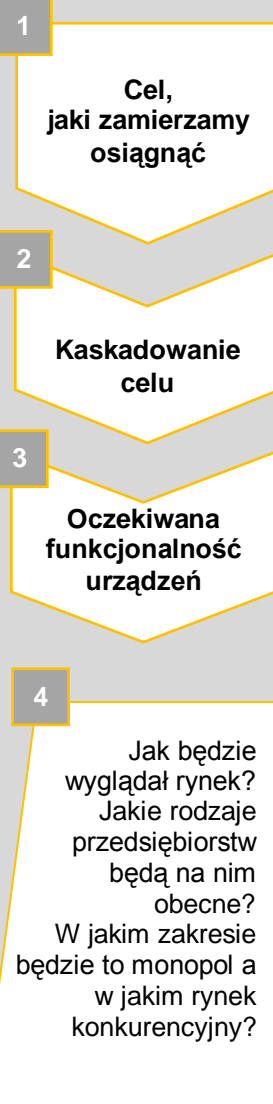 1
Cel,
jaki zamierzamy
osiągnąć
2
Kaskadowanie
celu
3
Oczekiwana
funkcjonalność
urządzeń
4
Jak będzie
wyglądał rynek?
Jakie rodzaje
przedsiębiorstw
będą na nim
obecne?
W jakim zakresie
będzie to monopol a
w jakim rynek
konkurencyjny?